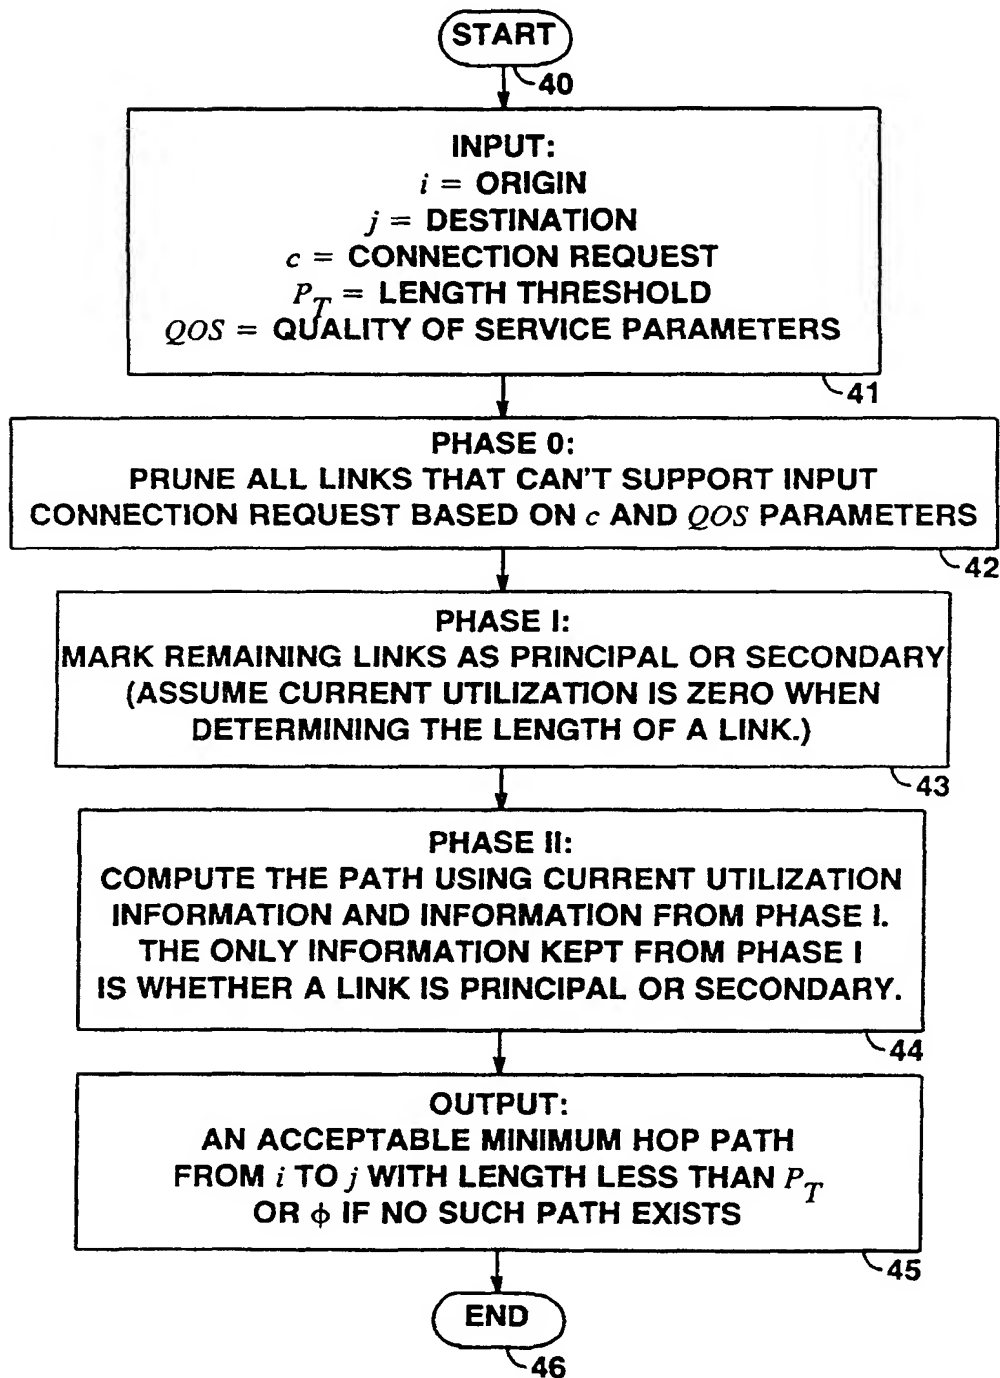 START
40
INPUT:
i = ORIGIN
j = DESTINATION
c = CONNECTION REQUEST
P_T = LENGTH THRESHOLD
QOS = QUALITY OF SERVICE PARAMETERS
41
PHASE 0:
PRUNE ALL LINKS THAT CAN'T SUPPORT INPUT
CONNECTION REQUEST BASED ON c AND QOS PARAMETERS
42
PHASE I:
MARK REMAINING LINKS AS PRINCIPAL OR SECONDARY
(ASSUME CURRENT UTILIZATION IS ZERO WHEN
DETERMINING THE LENGTH OF A LINK.)
43
PHASE II:
COMPUTE THE PATH USING CURRENT UTILIZATION
INFORMATION AND INFORMATION FROM PHASE I.
THE ONLY INFORMATION KEPT FROM PHASE I
IS WHETHER A LINK IS PRINCIPAL OR SECONDARY.
44
OUTPUT:
AN ACCEPTABLE MINIMUM HOP PATH
FROM i TO j WITH LENGTH LESS THAN P_T
OR ϕ IF NO SUCH PATH EXISTS
45
END
46